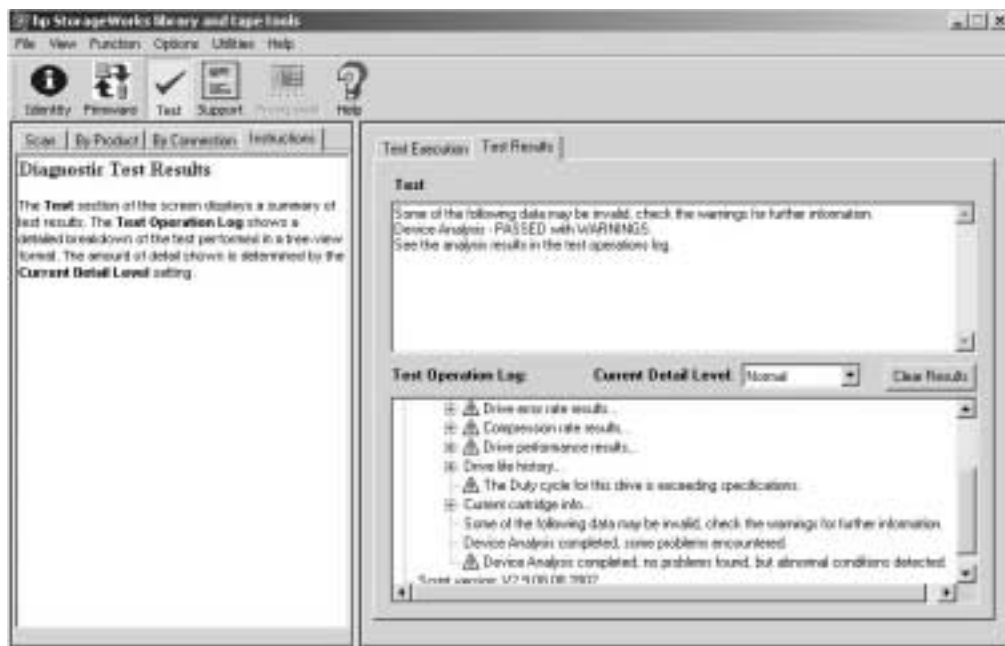 hp StorageWorks library and tape tools
File View Function Options Utilities Help
Identity Firmware Test Support Help
Scan By Product By Connection Instructions
Diagnostic Test Results
The Test section of the screen displays a summary of
test results. The Test Operation Log shows a
detailed breakdown of the test performed in a tree-view
format. The amount of detail shown is determined by the
Current Detail Level setting.
Test Execution Test Results
Test
Some of the following data may be invalid, check the warnings for further information.
Device Analysis - PASSED with WARNINGS.
See the analysis results in the test operations log.
Test Operation Log: Current Detail Level: Normal Clear Results
Drive error rate results...
Compression rate results...
Drive performance results...
Drive life history...
The Duty cycle for this drive is exceeding specifications.
Current cartridge info...
Some of the following data may be invalid, check the warnings for further information.
Device Analysis completed, some problems encountered.
Device Analysis completed, no problems found, but abnormal conditions detected.
Script version: